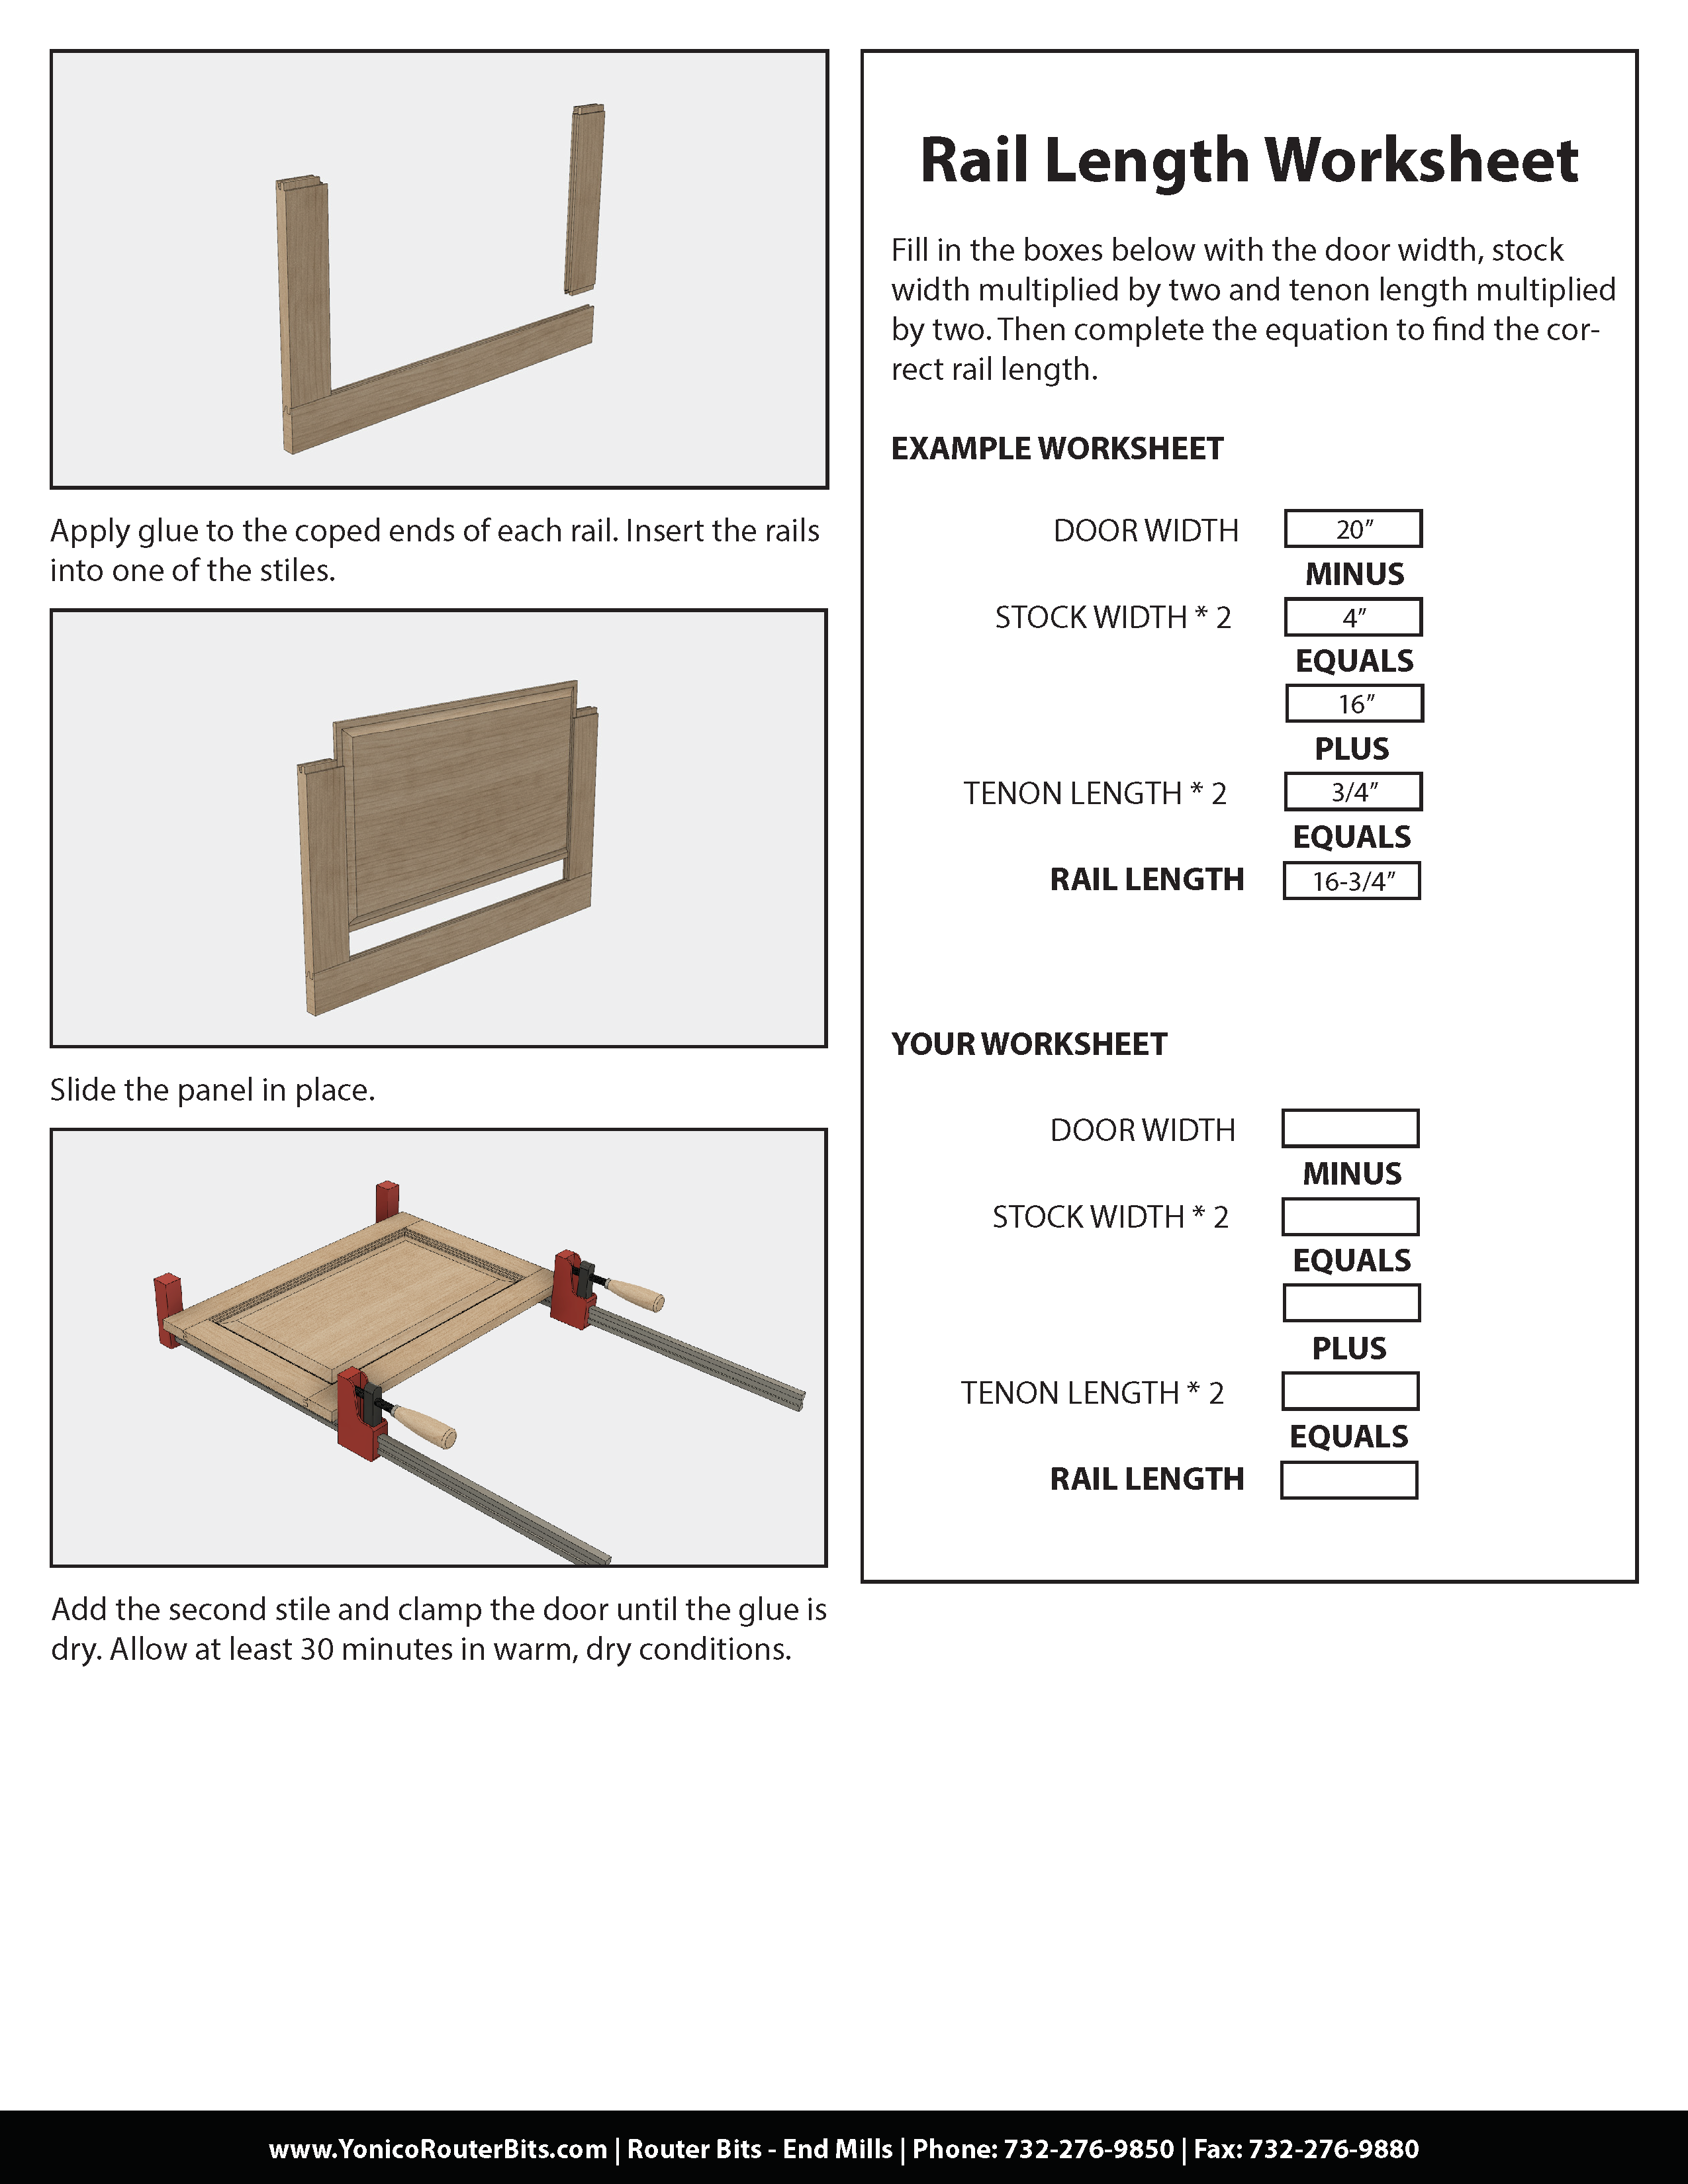 Apply glue to the coped ends of each rail. Insert the rails
into one of the stiles.
Slide the panel in place.
Add the second stile and clamp the door until the glue is
dry. Allow at least 30 minutes in warm, dry conditions.
Rail Length Worksheet
Fill in the boxes below with the door width, stock
width multiplied by two and tenon length multiplied
by two. Then complete the equation to find the cor-
rect rail length.
EXAMPLE WORKSHEET
DOOR WIDTH 20”
MINUS
STOCK WIDTH * 2 4”
EQUALS
16”
PLUS
TENON LENGTH * 2 3/4”
EQUALS
RAIL LENGTH 16-3/4”
YOUR WORKSHEET
DOOR WIDTH
MINUS
STOCK WIDTH * 2
EQUALS
PLUS
TENON LENGTH * 2
EQUALS
RAIL LENGTH
www.YonicoRouterBits.com | Router Bits - End Mills | Phone: 732-276-9850 | Fax: 732-276-9880